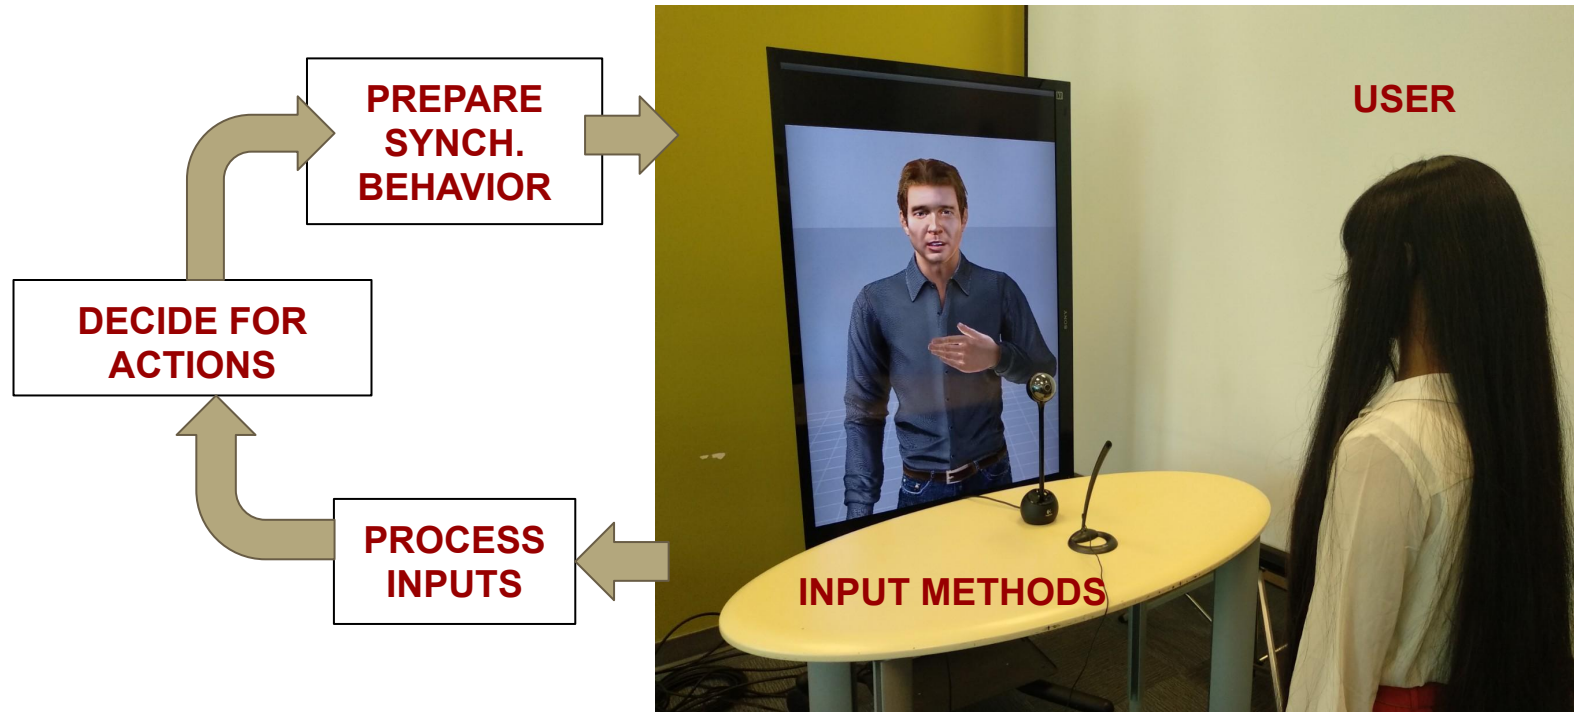 PREPARE
SYNCH.
BEHAVIOR
USER
DECIDE FOR
ACTIONS
PROCESS
INPUTS
INPUT METHODS